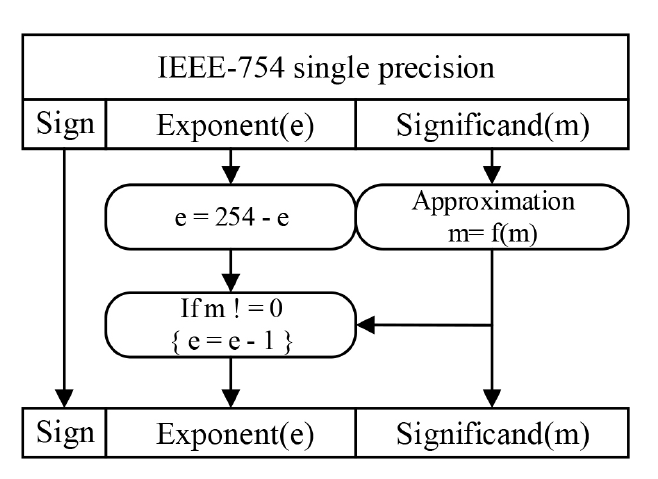 IEEE-754 single precision
Sign Exponent(e) Significand(m)
e = 254 - e
Approximation
m= f(m)
If m ! = 0
{ e = e - 1 }
Sign Exponent(e) Significand(m)